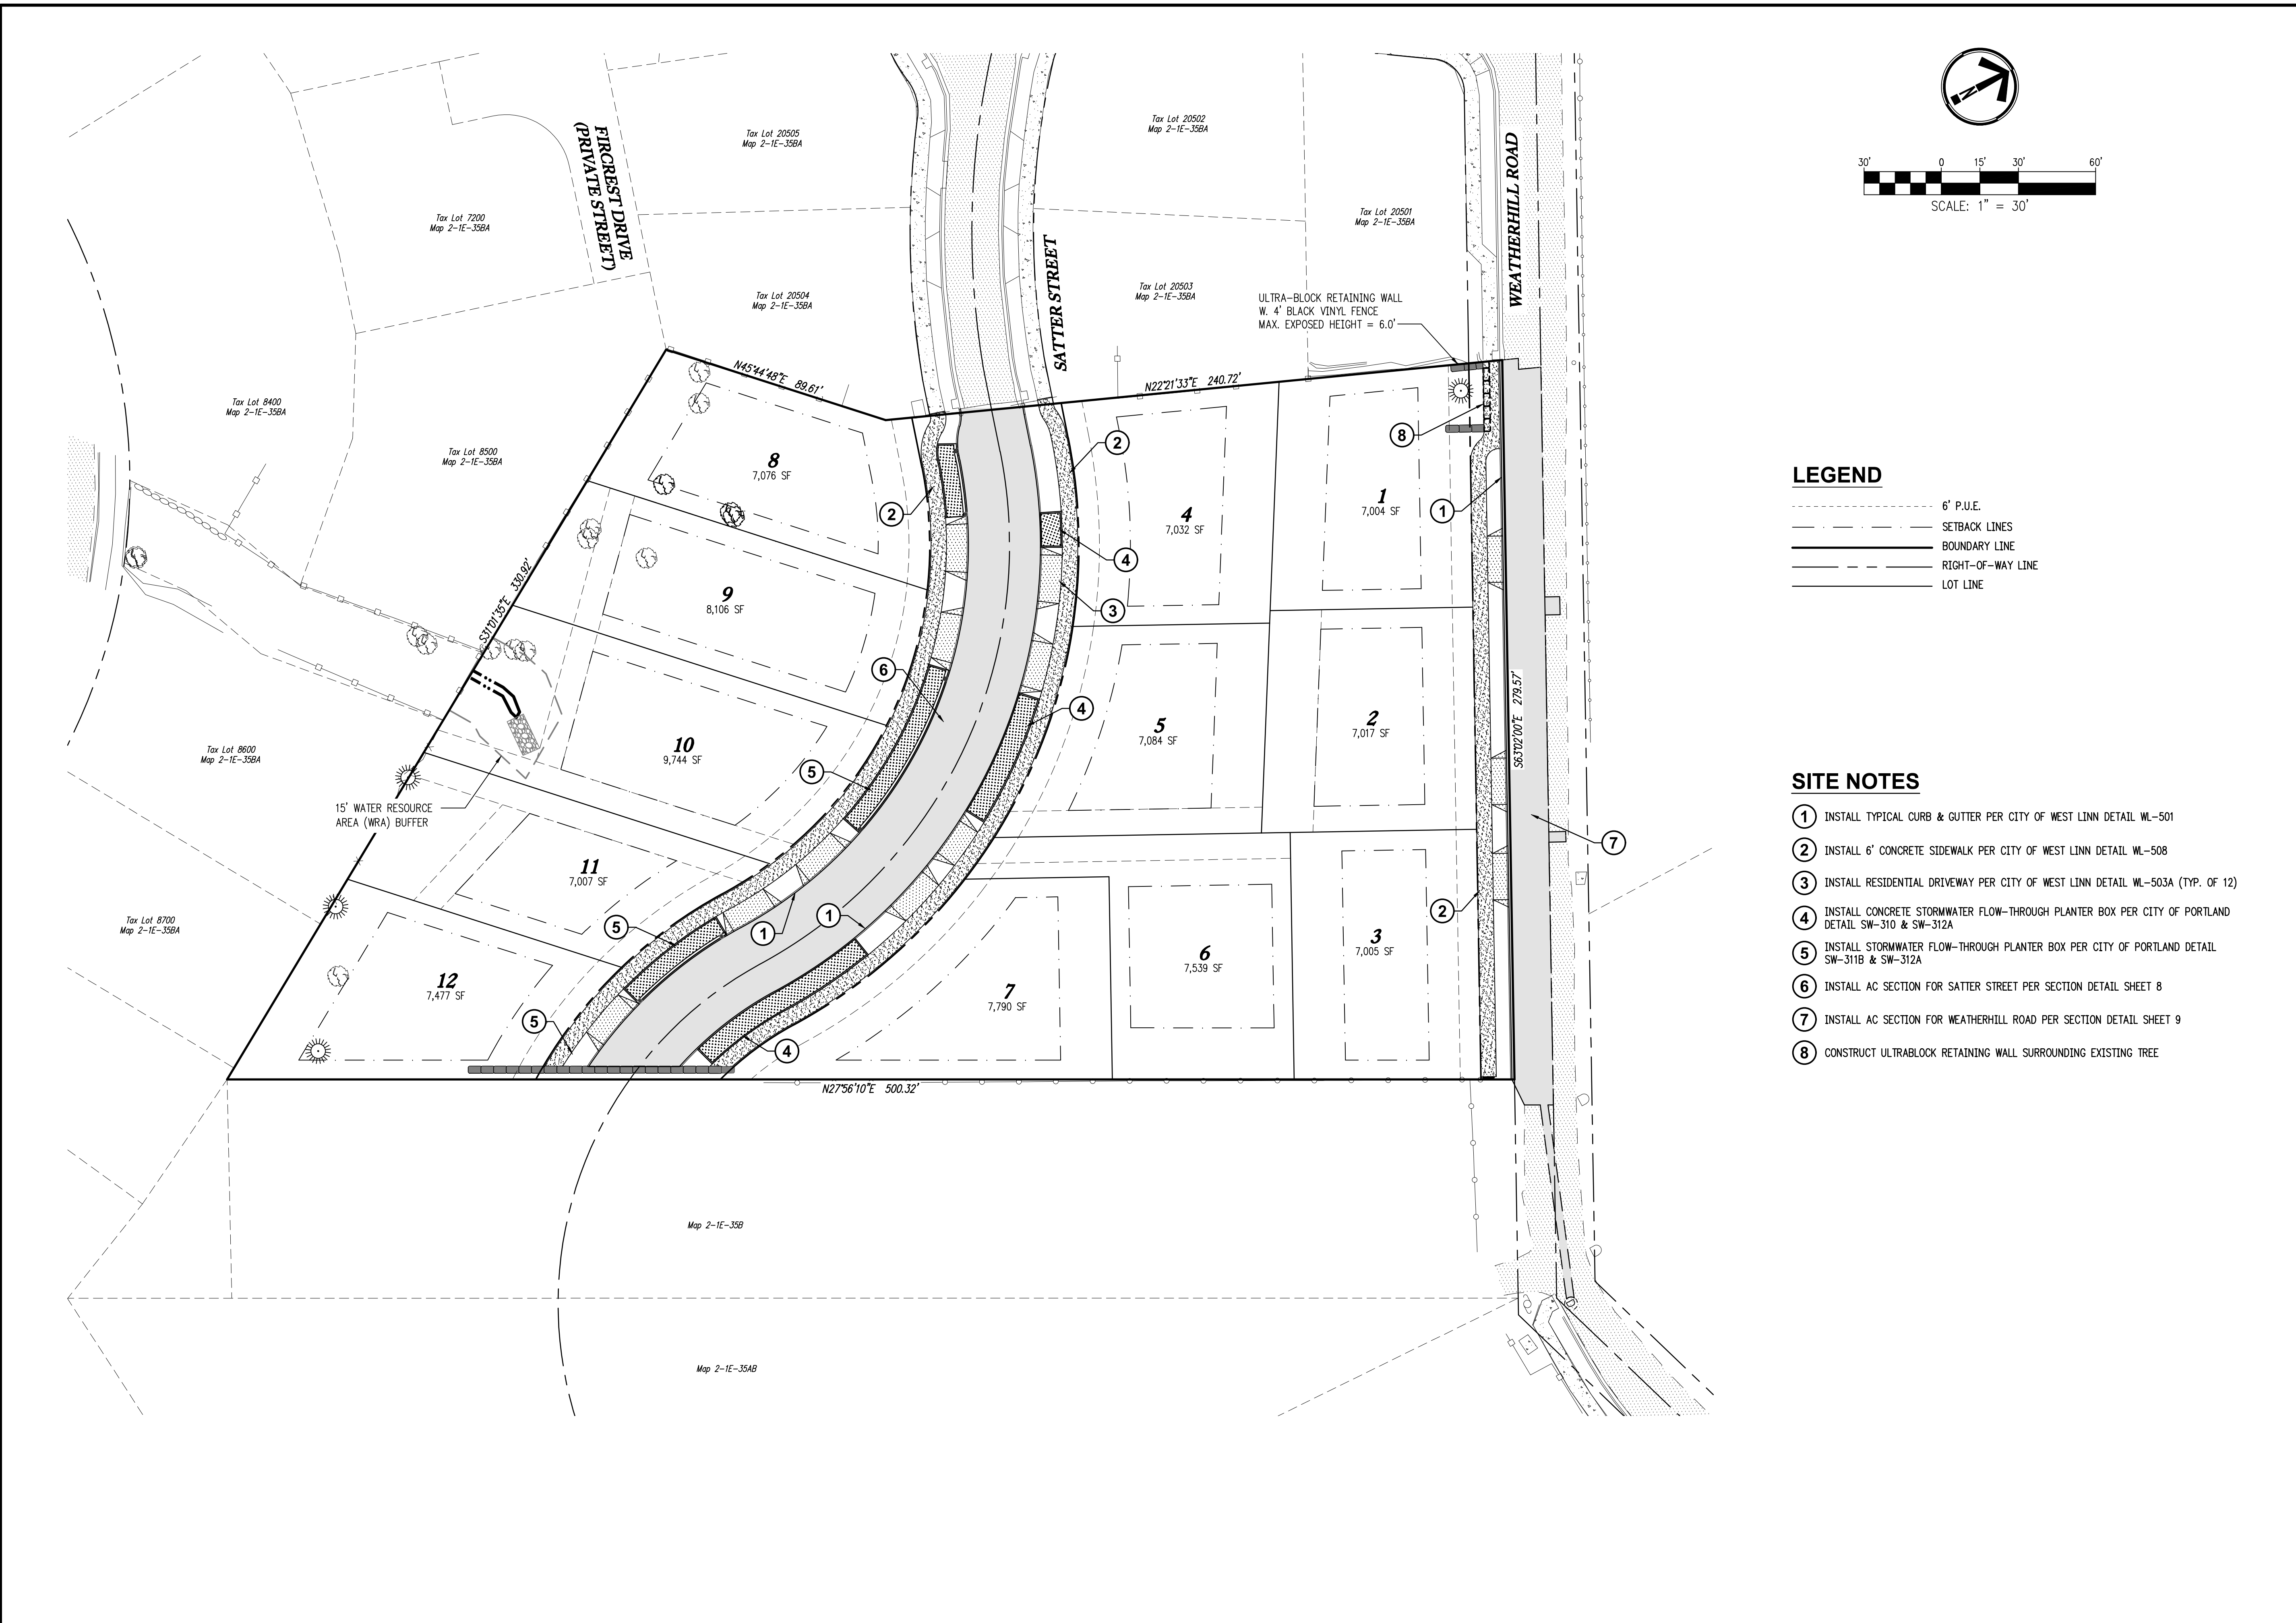 FIRCREST DRIVE
(PRIVATE STREET)
Tax Lot 20505
Map 2-1E-35BA
Tax Lot 20502
Map 2-1E-35BA
Tax Lot 7200
Map 2-1E-35BA
Tax Lot 20501
Map 2-1E-35BA
WEATHERHILL ROAD
Tax Lot 20504
Map 2-1E-35BA
SATTER STREET
Tax Lot 20503
Map 2-1E-35BA
ULTRA-BLOCK RETAINING WALL
W. 4' BLACK VINYL FENCE
MAX. EXPOSED HEIGHT = 6.0'
N45°44'48"E 89.61'
N22°21'33"E 240.72'
Tax Lot 8400
Map 2-1E-35BA
Tax Lot 8500
Map 2-1E-35BA
8
7,076 SF
2
2
8
1
4
7,032 SF
1
7,004 SF
4
S31°01'35"E 330.92'
9
8,106 SF
3
6
4
5
7,084 SF
2
7,017 SF
S63°02'00"E 279.57'
Tax Lot 8600
Map 2-1E-35BA
10
9,744 SF
5
15' WATER RESOURCE
AREA (WRA) BUFFER
7
11
7,007 SF
Tax Lot 8700
Map 2-1E-35BA
5
1
1
2
12
7,477 SF
6
7,539 SF
3
7,005 SF
7
7,790 SF
5
4
N27°56'10"E 500.32'
Map 2-1E-35B
Map 2-1E-35AB
N
30'
0
15'
30'
60'
SCALE: 1" = 30'
LEGEND
6' P.U.E.
SETBACK LINES
BOUNDARY LINE
RIGHT-OF-WAY LINE
LOT LINE
SITE NOTES
1 INSTALL TYPICAL CURB & GUTTER PER CITY OF WEST LINN DETAIL WL-501
2 INSTALL 6' CONCRETE SIDEWALK PER CITY OF WEST LINN DETAIL WL-508
3 INSTALL RESIDENTIAL DRIVEWAY PER CITY OF WEST LINN DETAIL WL-503A (TYP. OF 12)
4 INSTALL CONCRETE STORMWATER FLOW-THROUGH PLANTER BOX PER CITY OF PORTLAND
DETAIL SW-310 & SW-312A
5 INSTALL STORMWATER FLOW-THROUGH PLANTER BOX PER CITY OF PORTLAND DETAIL
SW-311B & SW-312A
6 INSTALL AC SECTION FOR SATTER STREET PER SECTION DETAIL SHEET 8
7 INSTALL AC SECTION FOR WEATHERHILL ROAD PER SECTION DETAIL SHEET 9
8 CONSTRUCT ULTRABLOCK RETAINING WALL SURROUNDING EXISTING TREE